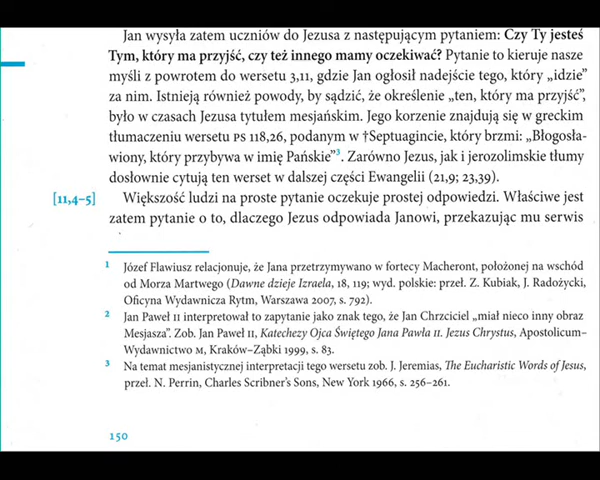 Jan wysyła zatem uczniów do Jezusa z następującym pytaniem: Czy Ty jesteś
Tym, który ma przyjść, czy też innego mamy oczekiwać? Pytanie to kieruje nasze
myśli z powrotem do wersetu 3,11, gdzie Jan ogłosił nadejście tego, który „idzie”
za nim. Istnieją również powody, by sądzić, że określenie „ten, który ma przyjść”,
było w czasach Jezusa tytułem mesjańskim. Jego korzenie znajdują się w greckim
tłumaczeniu wersetu PS 118,26, podanym w †Septuagincie, który brzmi: „Błogosła-
wiony, który przybywa w imię Pańskie”3. Zarówno Jezus, jak i jerozolimskie tłumy
dosłownie cytują ten werset w dalszej części Ewangelii (21,9; 23,39).
[11,4–5] Większość ludzi na proste pytanie oczekuje prostej odpowiedzi. Właściwe jest
zatem pytanie o to, dlaczego Jezus odpowiada Janowi, przekazując mu serwis
1 Józef Flawiusz relacjonuje, że Jana przetrzymywano w fortecy Macheront, położonej na wschód
od Morza Martwego (Dawne dzieje Izraela, 18, 119; wyd. polskie: przeł. Z. Kubiak, J. Radożycki,
Oficyna Wydawnicza Rytm, Warszawa 2007, s. 792).
2 Jan Paweł II interpretował to zapytanie jako znak tego, że Jan Chrzciciel „miał nieco inny obraz
Mesjasza”. Zob. Jan Paweł II, Katechezy Ojca Świętego Jana Pawła II. Jezus Chrystus, Apostolicum–
Wydawnictwo M, Kraków–Ząbki 1999, s. 83.
3 Na temat mesjanistycznej interpretacji tego wersetu zob. J. Jeremias, The Eucharistic Words of Jesus,
przeł. N. Perrin, Charles Scribner’s Sons, New York 1966, s. 256–261.
150